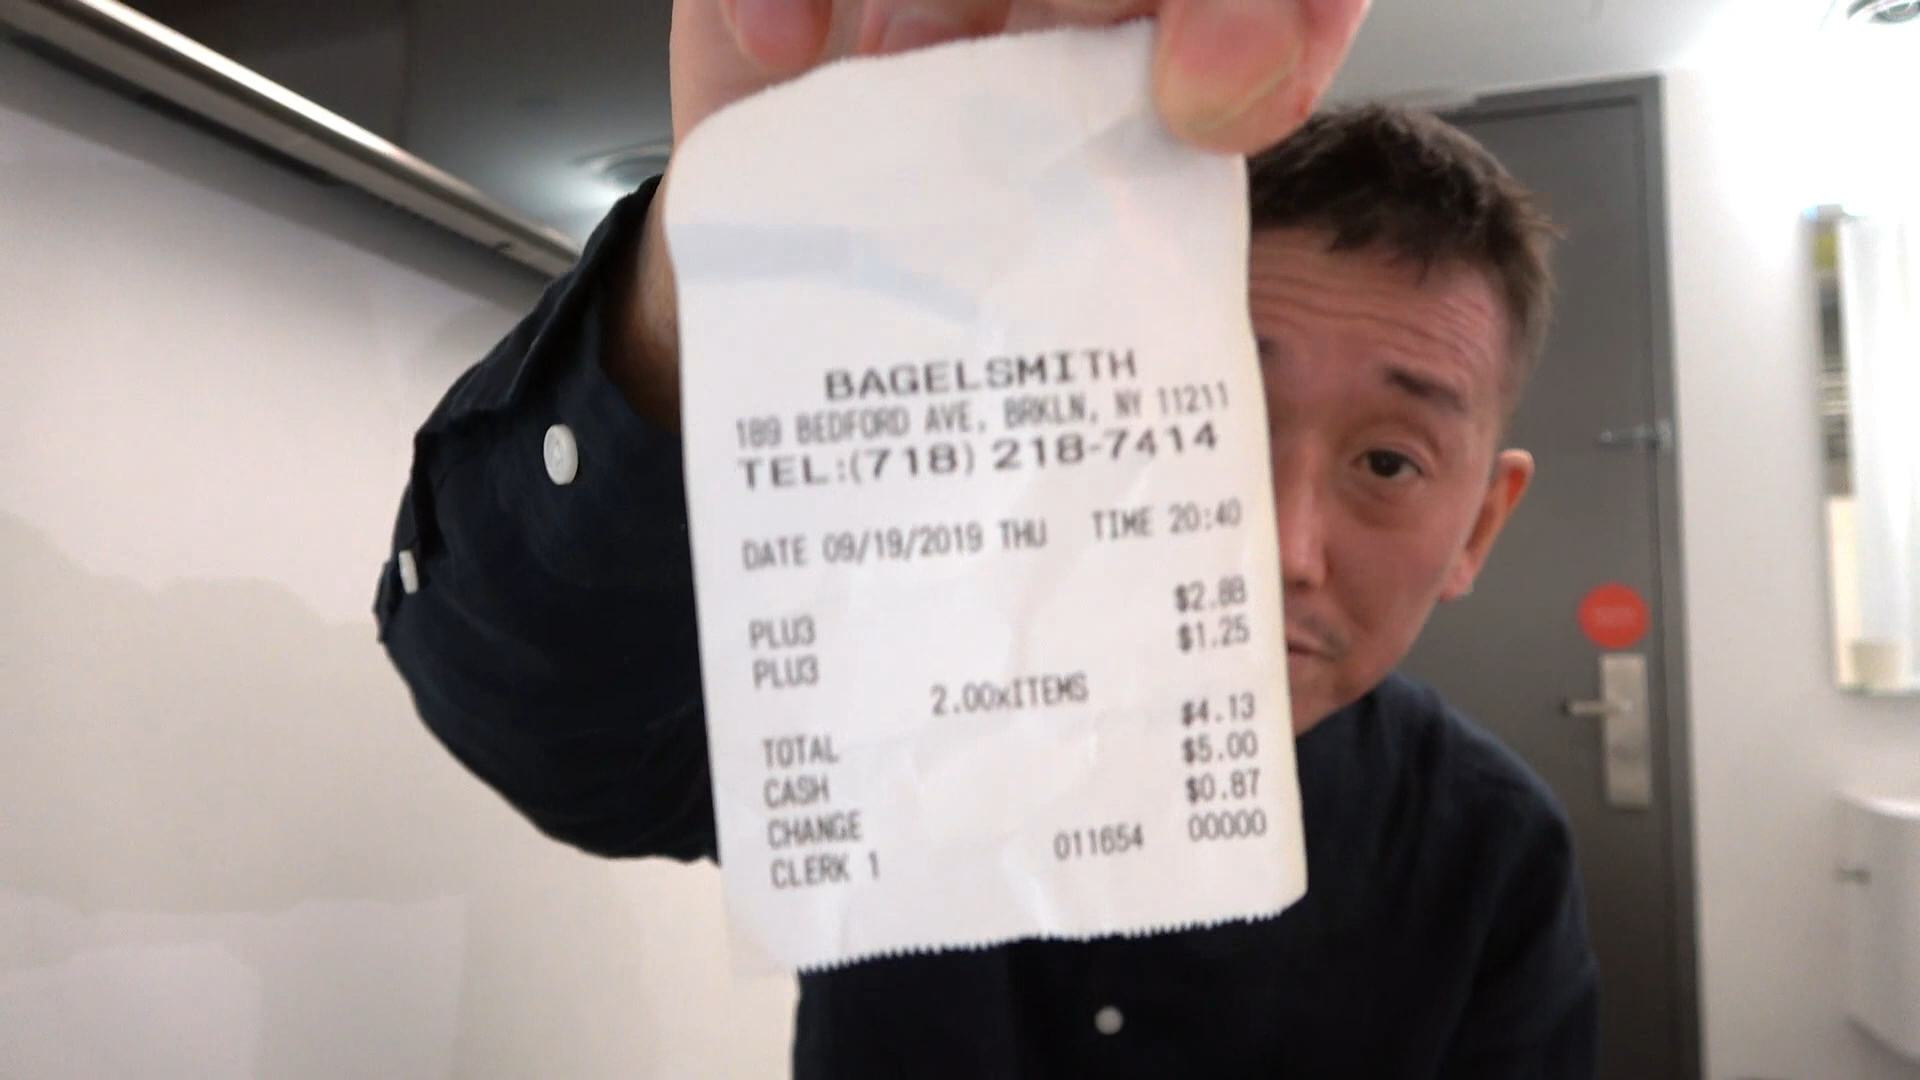 BAGELSMITH
189 BEDFORD AVE, BRKLN, NY 11211
TEL:(718) 218-7414
DATE 09/19/2019 THU TIME 20:40
PLU3 $2.88
PLU3 $1.25
2.00xITEMS
TOTAL $4.13
CASH $5.00
CHANGE $0.87
CLERK 1 011654 00000